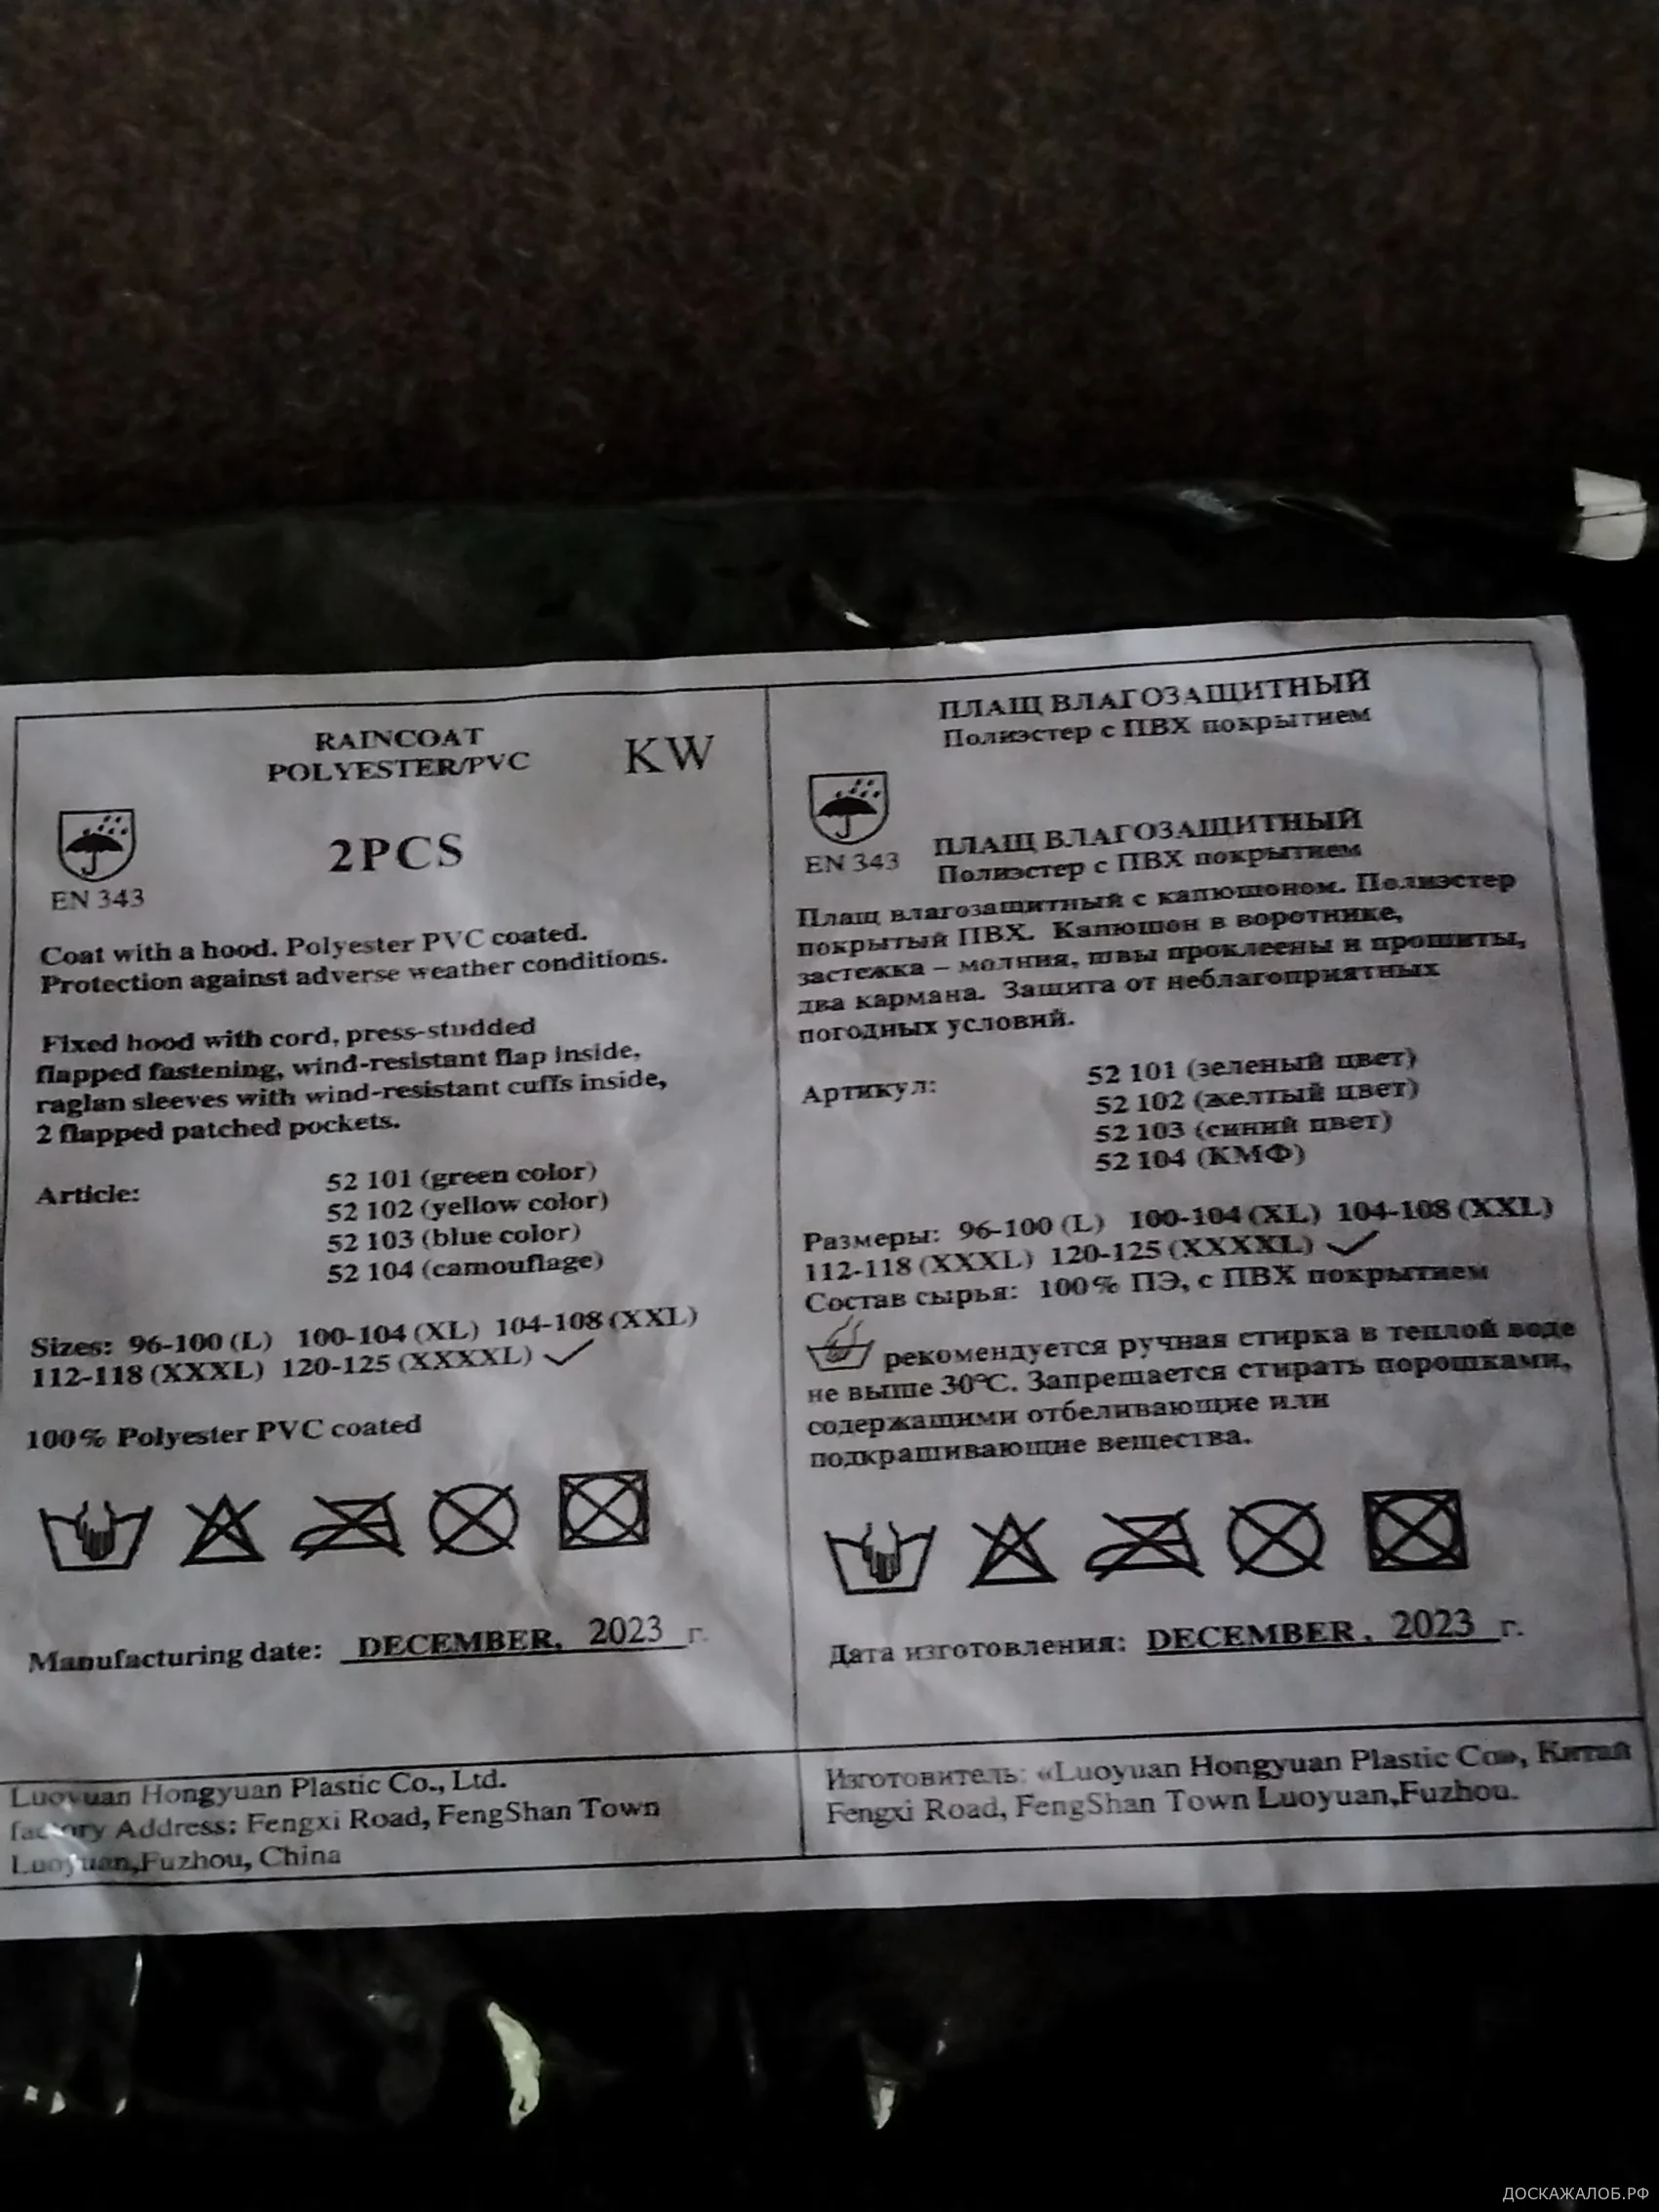 RAINCOAT
POLYESTER/PVC
KW
EN 343
2PCS
Coat with a hood. Polyester PVC coated.
Protection against adverse weather conditions.
Fixed hood with cord, press-studded
flapped fastening, wind-resistant flap inside,
raglan sleeves with wind-resistant cuffs inside,
2 flapped patched pockets.
Article:
52 101 (green color)
52 102 (yellow color)
52 103 (blue color)
52 104 (camouflage)
Sizes: 96-100 (L) 100-104 (XL) 104-108 (XXL)
112-118 (XXXL) 120-125 (XXXXL)
100% Polyester PVC coated
Manufacturing date: DECEMBER, 2023 г.
Luoyuan Hongyuan Plastic Co., Ltd.
factory Address: Fengxi Road, FengShan Town
Luoyuan,Fuzhou, China
ПЛАЩ ВЛАГОЗАЩИТНЫЙ
Полиэстер с ПВХ покрытием
EN 343
ПЛАЩ ВЛАГОЗАЩИТНЫЙ
Полиэстер с ПВХ покрытием
Плащ влагозащитный с капюшоном. Полиэстер
покрытый ПВХ. Капюшон в воротнике,
застежка – молния, швы проклеены и прошиты,
два кармана. Защита от неблагоприятных
погодных условий.
Артикул:
52 101 (зеленый цвет)
52 102 (желтый цвет)
52 103 (синий цвет)
52 104 (КМФ)
Размеры: 96-100 (L) 100-104 (XL) 104-108 (XXL)
112-118 (XXXL) 120-125 (XXXXL)
Состав сырья: 100% ПЭ, с ПВХ покрытием
рекомендуется ручная стирка в теплой воде
не выше 30°С. Запрещается стирать порошками,
содержащими отбеливающие или
подкрашивающие вещества.
Дата изготовления: DECEMBER, 2023 г.
Изготовитель: «Luoyuan Hongyuan Plastic Co», Китай
Fengxi Road, FengShan Town Luoyuan,Fuzhou.
ДОСКАЖАЛОБ.РФ